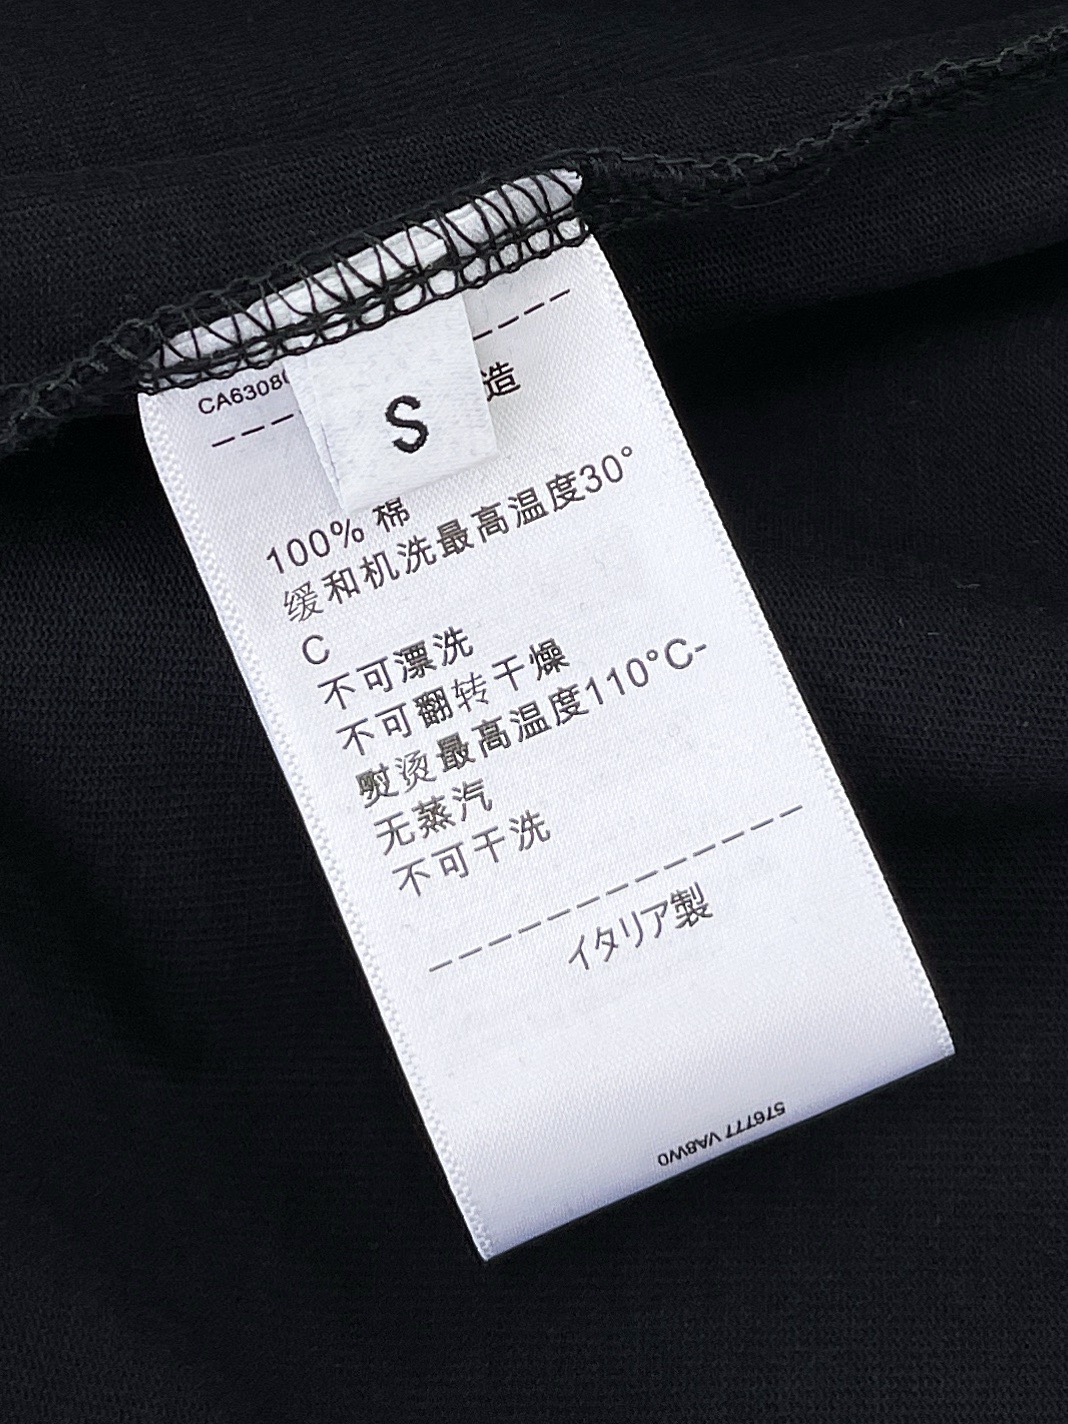 CA6308
造
S
100% 棉
缓和机洗最高温度30°
C
不可漂洗
不可翻转干燥
熨烫最高温度110°C-
无蒸汽
不可干洗
イタリア製
576777 VA8W0